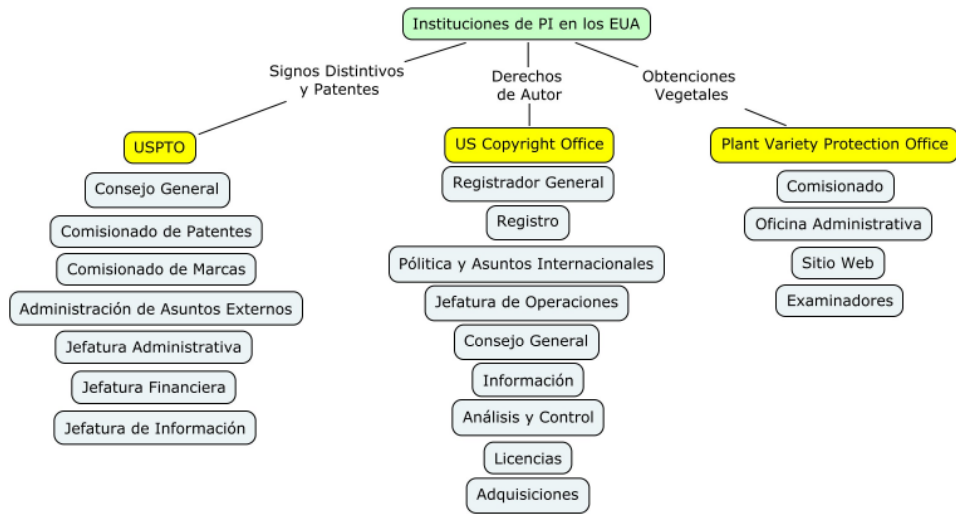 Instituciones de PI en los EUA
Signos Distintivos
y Patentes
Derechos
de Autor
Obtenciones
Vegetales
USPTO
Consejo General
Comisionado de Patentes
Comisionado de Marcas
Administración de Asuntos Externos
Jefatura Administrativa
Jefatura Financiera
Jefatura de Información
US Copyright Office
Registrador General
Registro
Pólitica y Asuntos Internacionales
Jefatura de Operaciones
Consejo General
Información
Análisis y Control
Licencias
Adquisiciones
Plant Variety Protection Office
Comisionado
Oficina Administrativa
Sitio Web
Examinadores